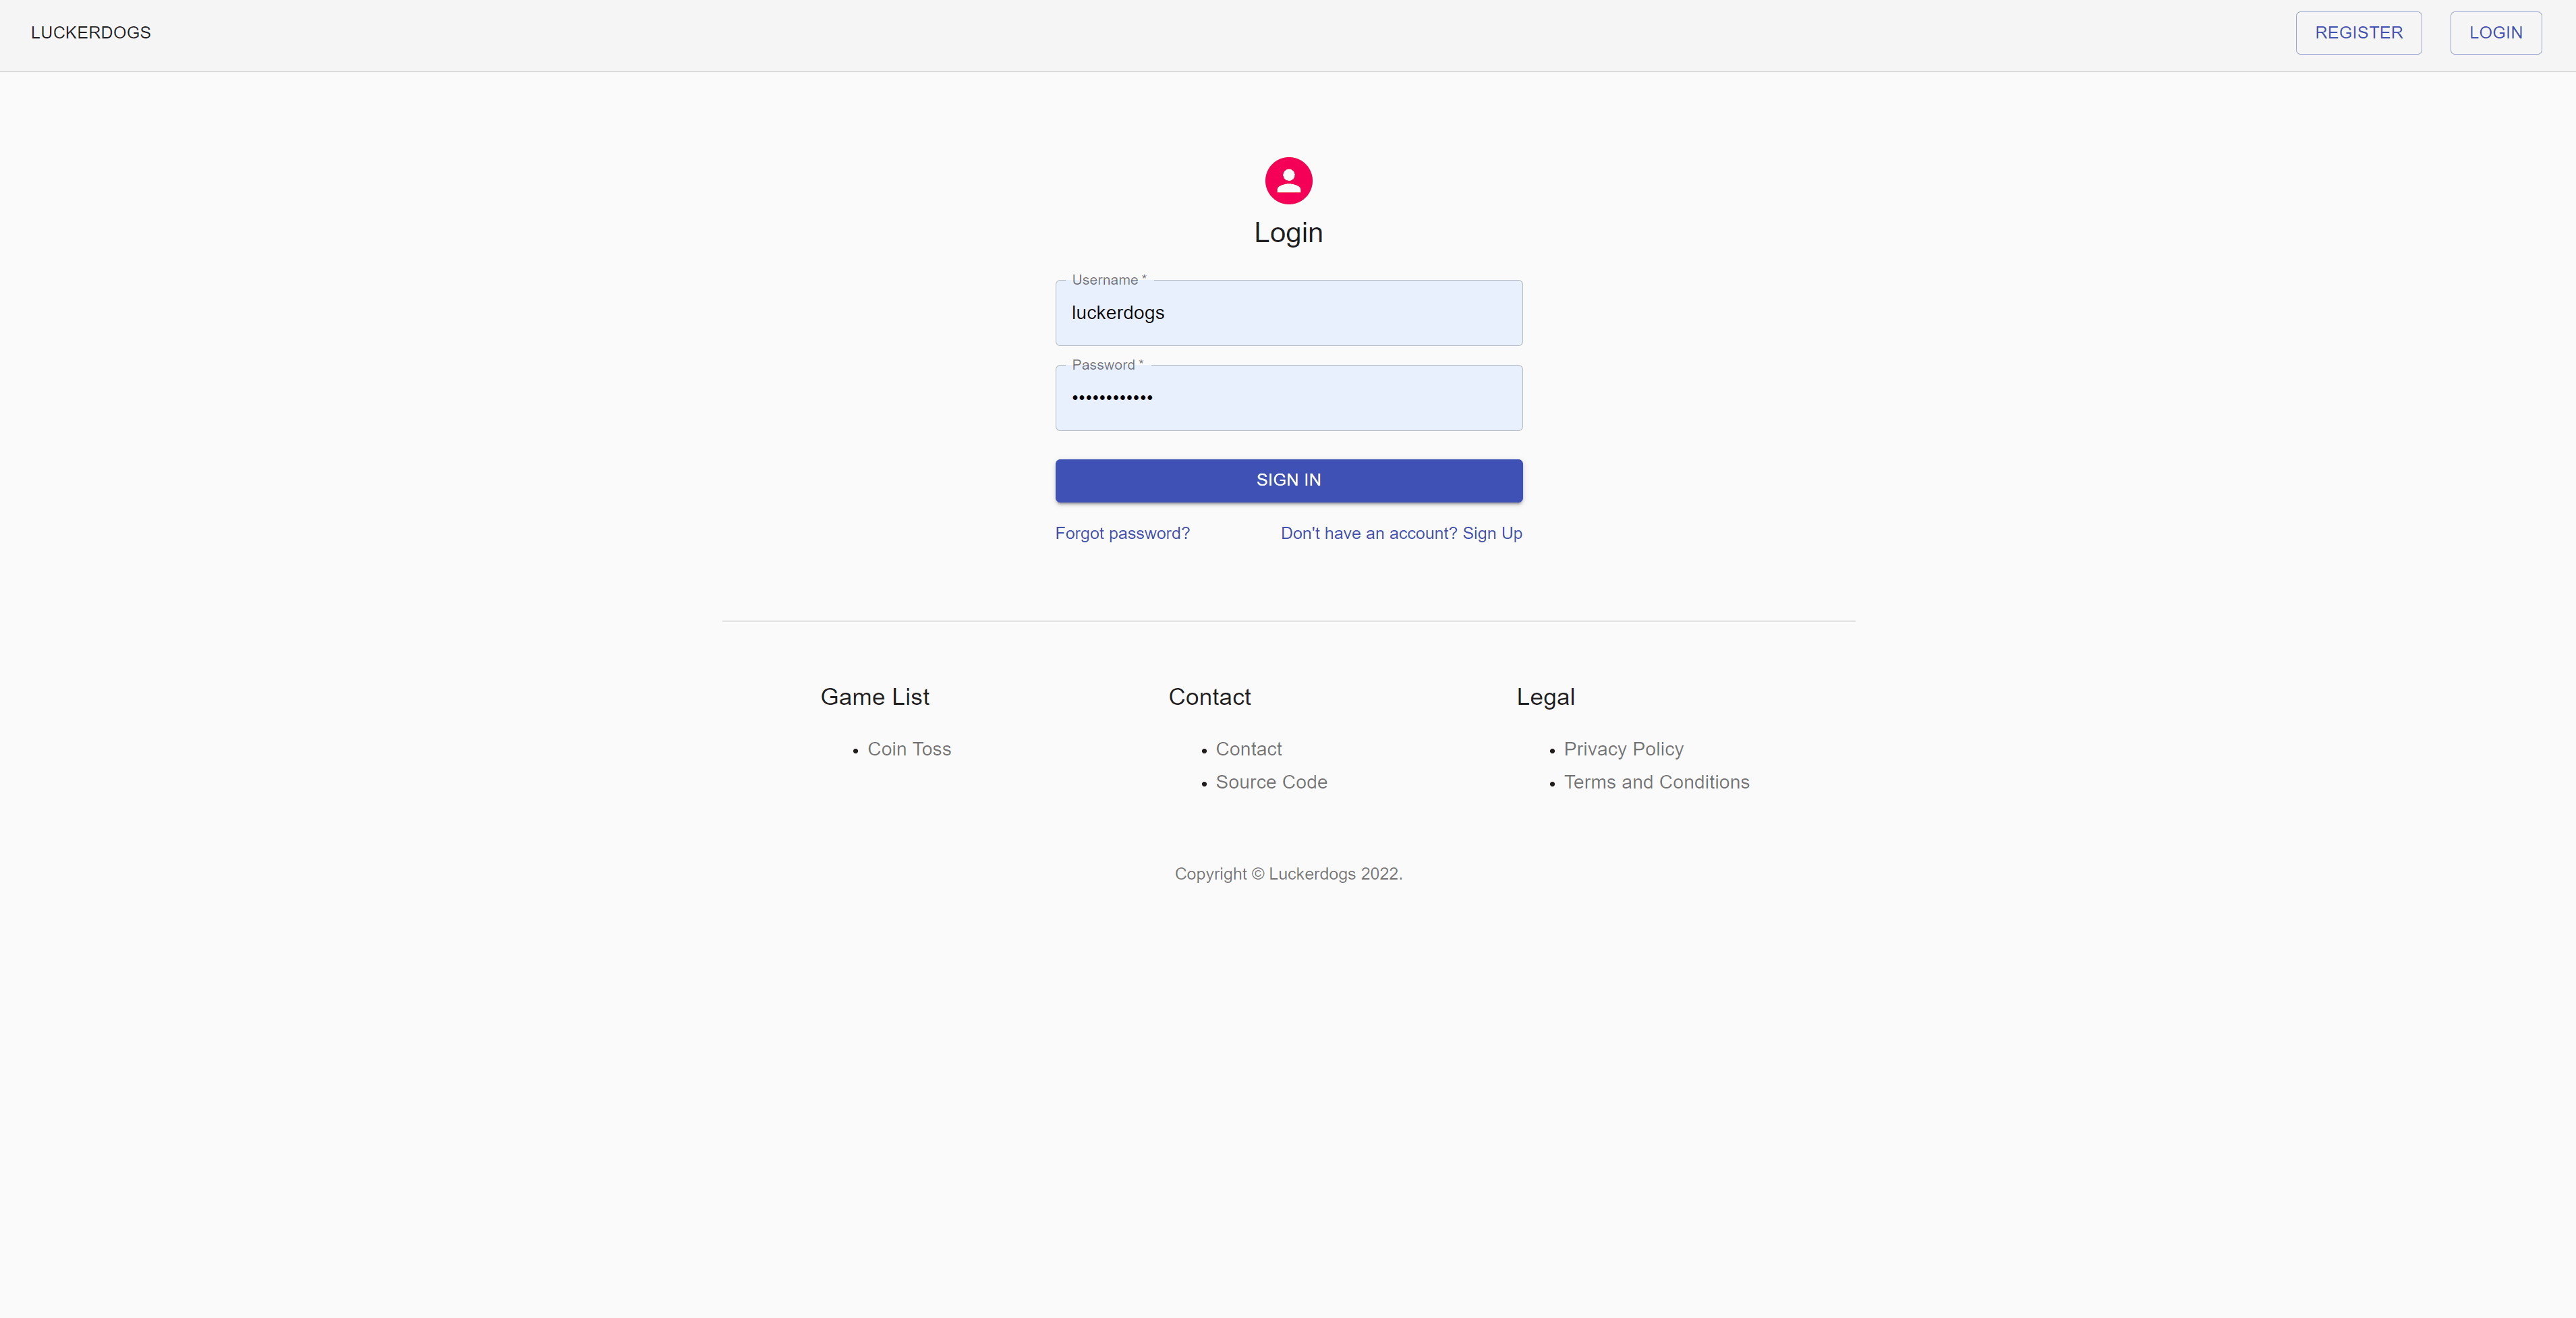 LUCKERDOGS
REGISTER
LOGIN
Login
Username *
luckerdogs
Password *
••••••••••••
SIGN IN
Forgot password?
Don't have an account? Sign Up
Game List
• Coin Toss
Contact
• Contact
• Source Code
Legal
• Privacy Policy
• Terms and Conditions
Copyright © Luckerdogs 2022.